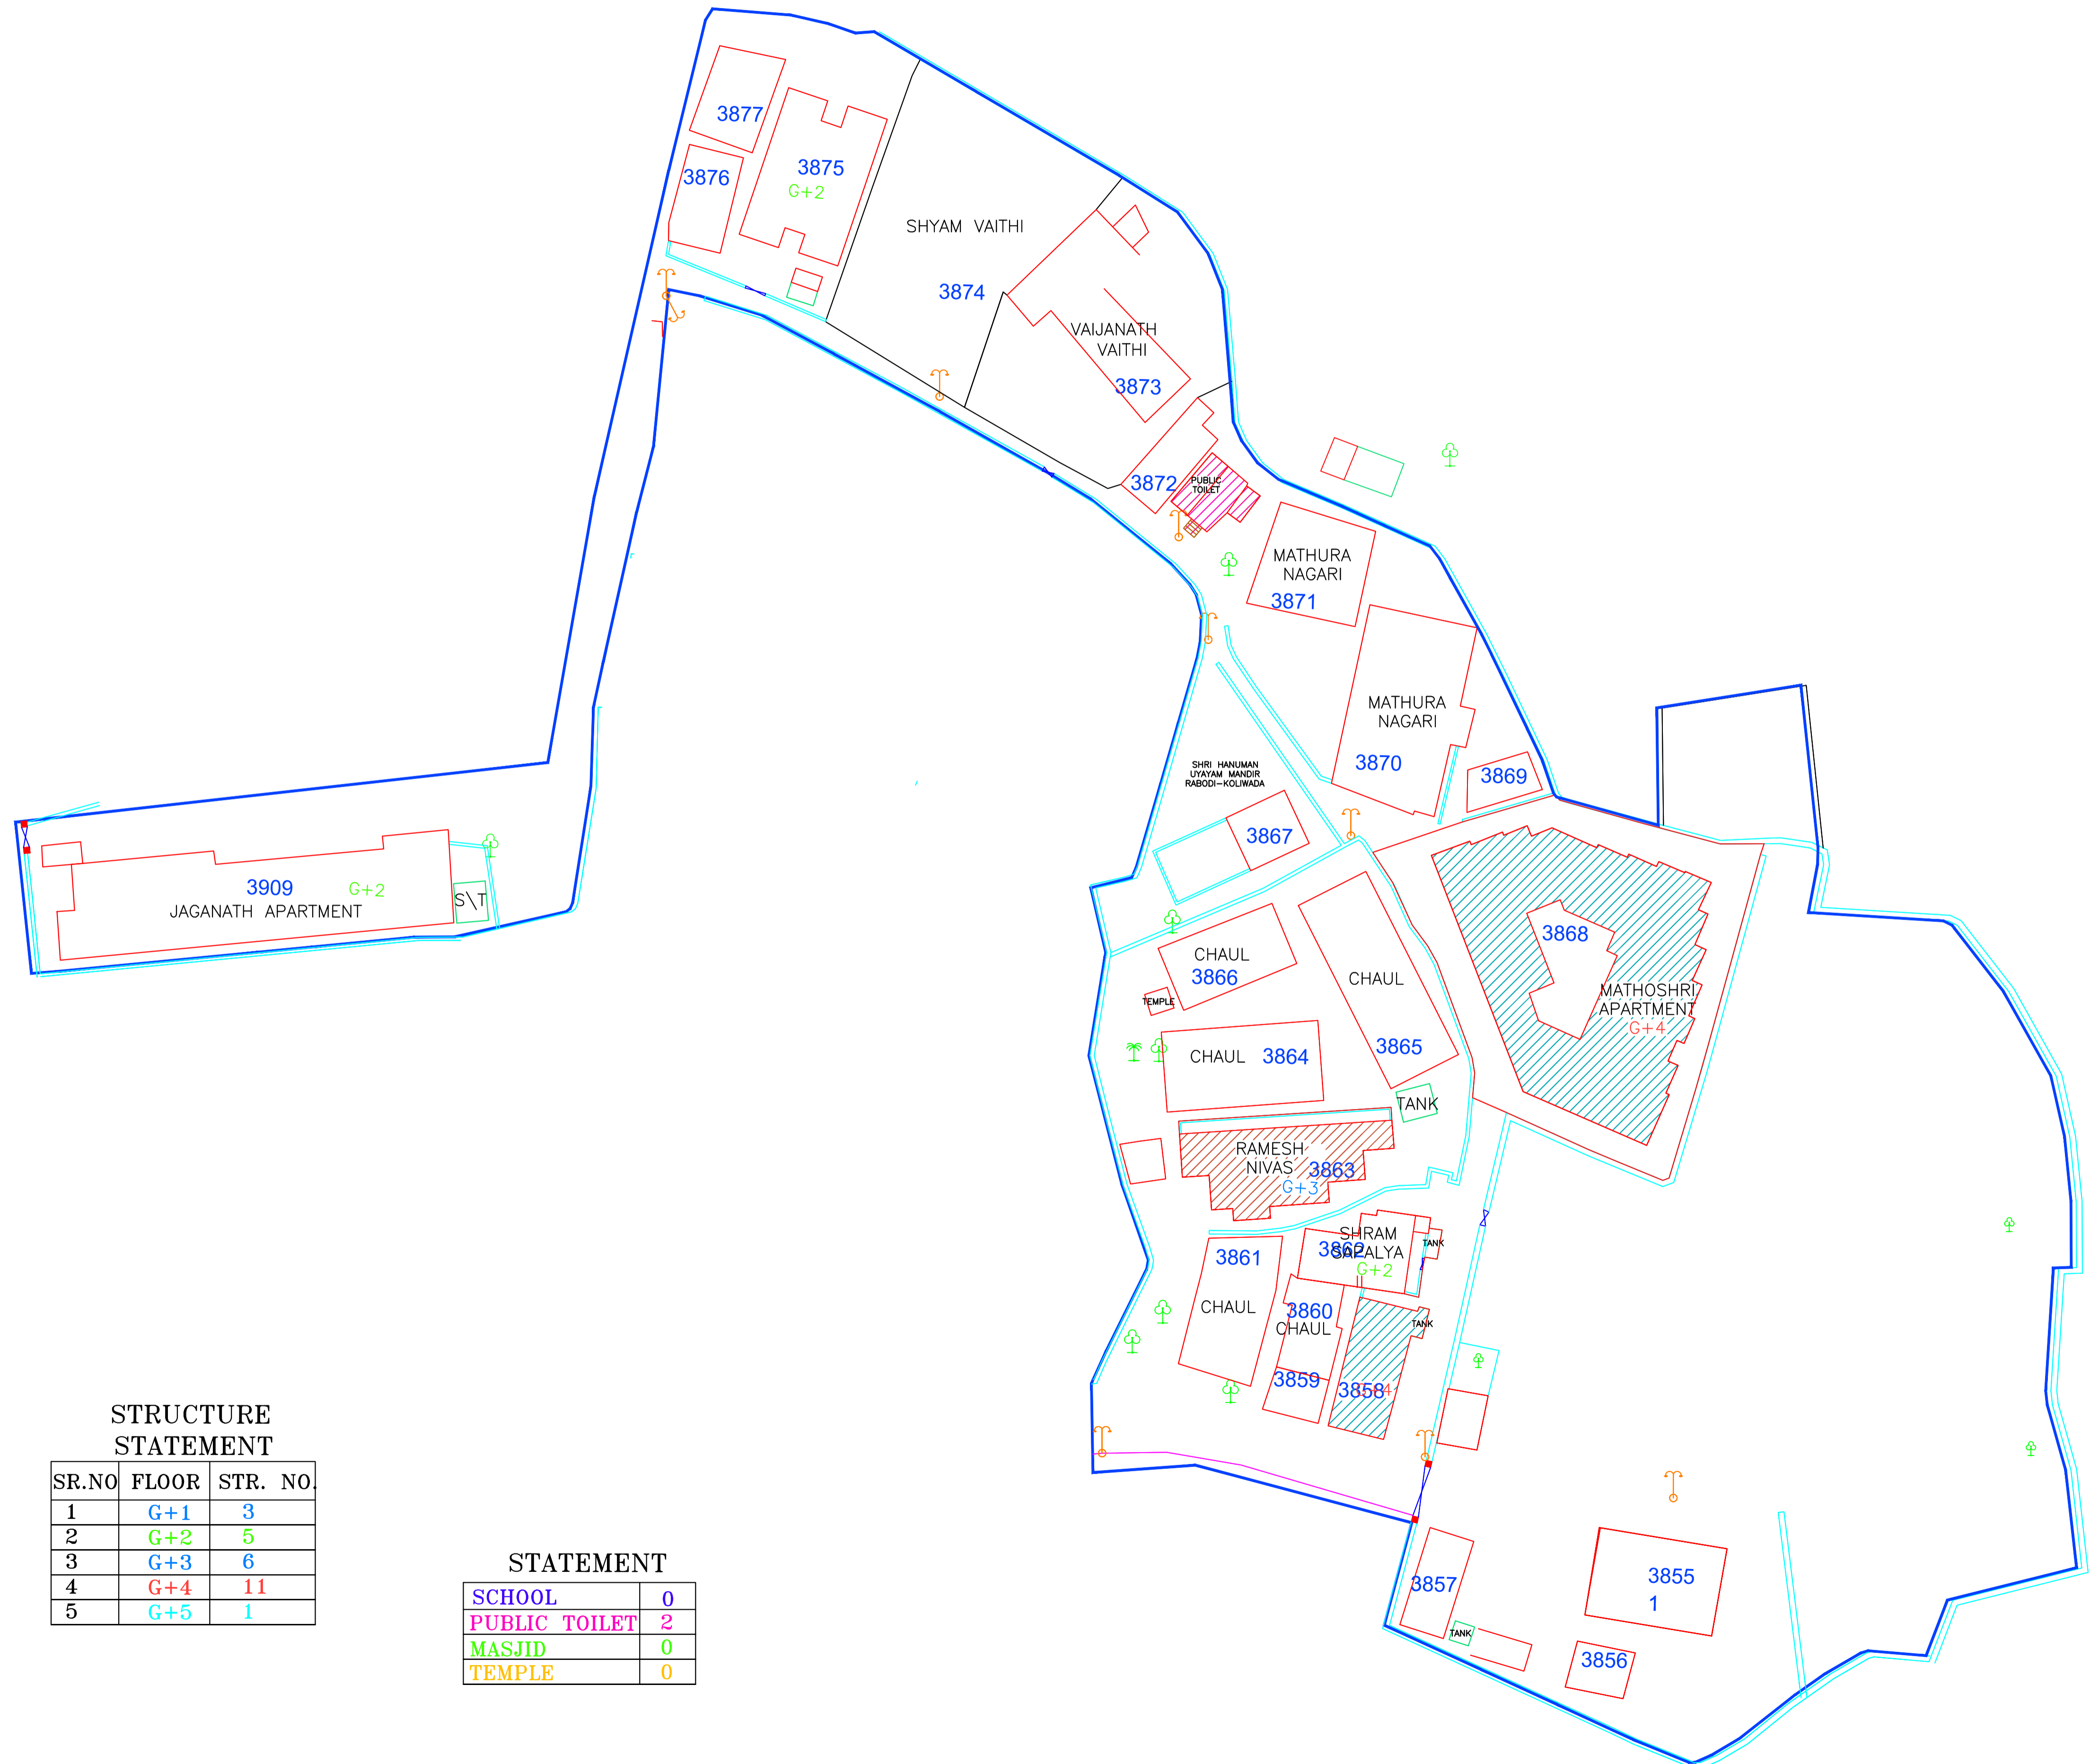 3877
3875
G+2
3876
SHYAM VAITHI
3874
VAIJANATH
VAITHI
3873
3872
PUBLIC
TOILET
MATHURA
NAGARI
3871
MATHURA
NAGARI
3870
3869
SHRI HANUMAN
UYAYAM MANDIR
RABODI-KOLIWADA
3867
3868
MATHOSHRI
APARTMENT
G+4
3909
G+2
JAGANATH APARTMENT
S\T
CHAUL
3866
TEMPLE
CHAUL
3865
CHAUL 3864
TANK
RAMESH
NIVAS 3863
G+3
SHRAM
SAFALYA
3862
G+2
TANK
3861
CHAUL
3860
CHAUL
TANK
3859
3858
G+4
3857
TANK
3855
1
3856
STRUCTURE
STATEMENT
SR.NO FLOOR STR. NO.
1 G+1 3
2 G+2 5
3 G+3 6
4 G+4 11
5 G+5 1
STATEMENT
SCHOOL 0
PUBLIC TOILET 2
MASJID 0
TEMPLE 0